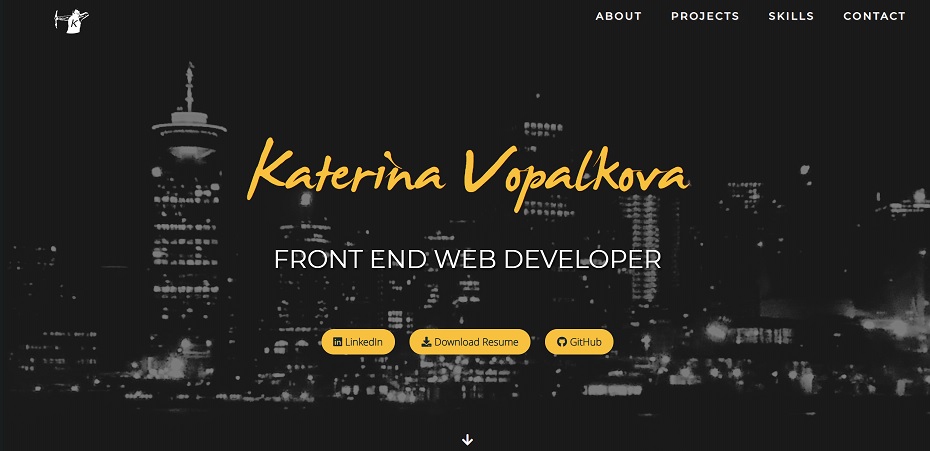 K
ABOUT PROJECTS SKILLS CONTACT
Katerina Vopalkova
FRONT END WEB DEVELOPER
LinkedIn Download Resume GitHub